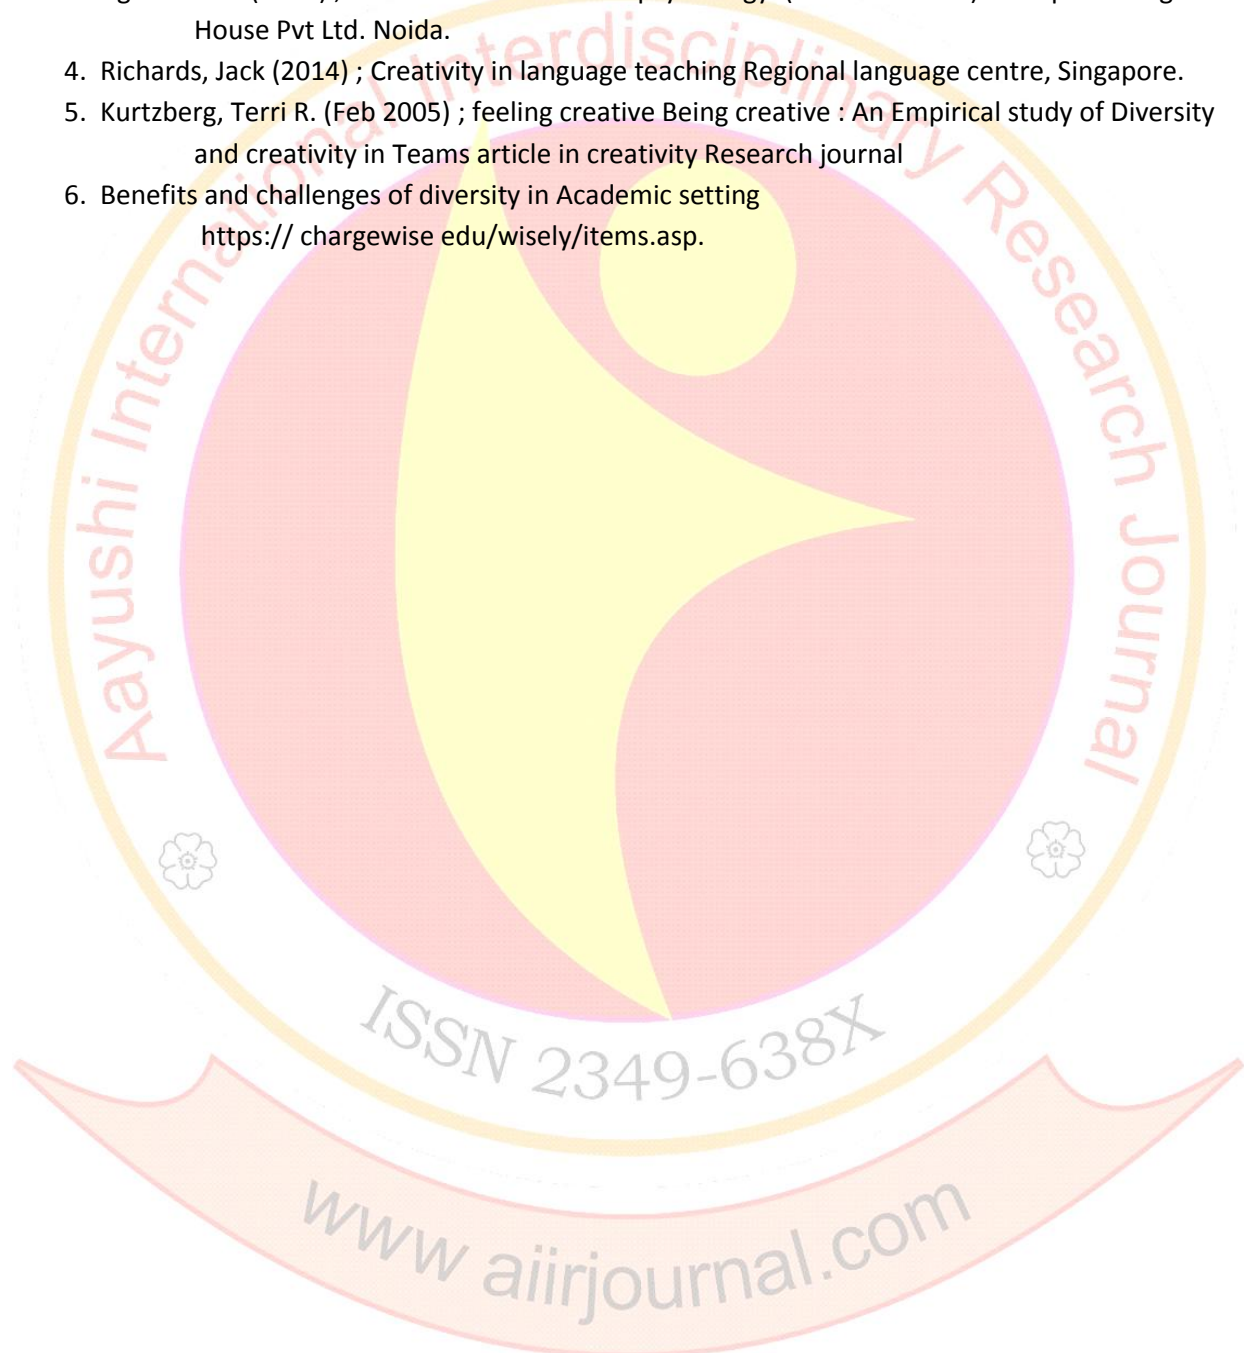 House Pvt Ltd. Noida.
4. Richards, Jack (2014) ; Creativity in language teaching Regional language centre, Singapore.
5. Kurtzberg, Terri R. (Feb 2005) ; feeling creative Being creative : An Empirical study of Diversity
and creativity in Teams article in creativity Research journal
6. Benefits and challenges of diversity in Academic setting
https:// chargewise edu/wisely/items.asp.
Aayushi International Interdisciplinary Research Journal
ISSN 2349-638X
www aiirjournal.com